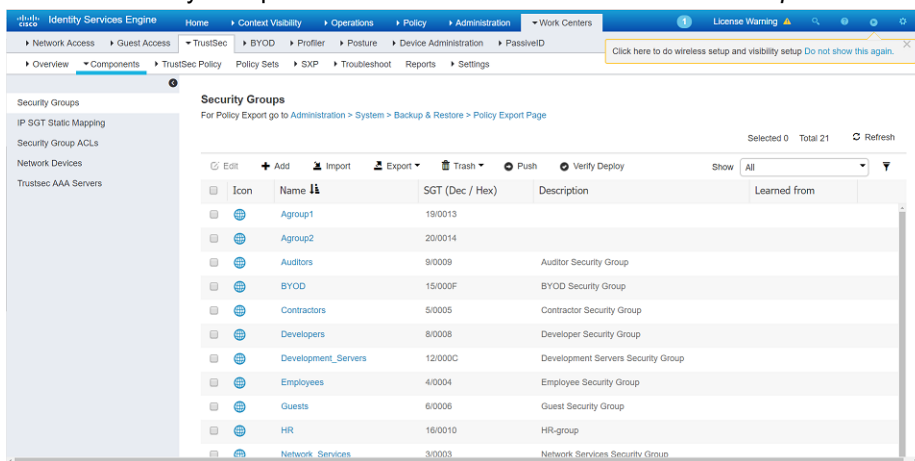 cisco Identity Services Engine Home Context Visibility Operations Policy Administration Work Centers 1 License Warning
Network Access Guest Access TrustSec BYOD Profiler Posture Device Administration PassiveID
Click here to do wireless setup and visibility setup Do not show this again.
Overview Components TrustSec Policy Policy Sets SXP Troubleshoot Reports Settings
Security Groups
IP SGT Static Mapping
Security Group ACLs
Network Devices
Trustsec AAA Servers
Security Groups
For Policy Export go to Administration > System > Backup & Restore > Policy Export Page
Selected 0 Total 21 Refresh
Edit Add Import Export Trash Push Verify Deploy Show All
Icon Name SGT (Dec / Hex) Description Learned from
Agroup1 19/0013
Agroup2 20/0014
Auditors 9/0009 Auditor Security Group
BYOD 15/000F BYOD Security Group
Contractors 5/0005 Contractor Security Group
Developers 8/0008 Developer Security Group
Development_Servers 12/000C Development Servers Security Group
Employees 4/0004 Employee Security Group
Guests 6/0006 Guest Security Group
HR 16/0010 HR-group
Network_Services 3/0003 Network Services Security Group